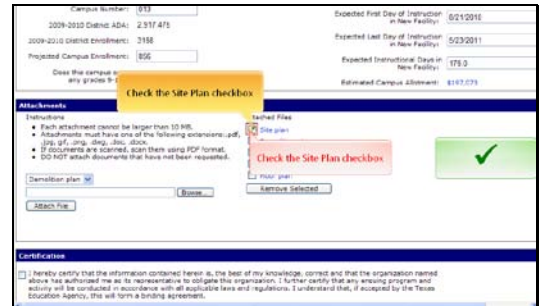 Campus Number: 013
2009-2010 District ADA: 2,917.475
2009-2010 District Enrollment: 3158
Projected Campus Enrollment: 856
Does this campus
any grades 9-
Expected First Day of Instruction
in New Facility: 8/21/2010
Expected Last Day of Instruction
in New Facility: 5/23/2011
Expected Instructional Days in
New Facility: 175.0
Estimated Campus Allotment: $197,073
Check the Site Plan checkbox
Attachments
Instructions
• Each attachment cannot be larger than 10 MB.
• Attachments must have one of the following extensions: .pdf,
.jpg, .gif, .png, .dwg, .doc, .docx.
• If documents are scanned, scan them using PDF format.
• DO NOT attach documents that have not been requested.
Demolition plan
Browse...
Attach File
tached Files
Site plan
Check the Site Plan checkbox
Floor plan
Remove Selected
Certification
I hereby certify that the information contained herein is, the best of my knowledge, correct and that the organization named
above has authorized me as its representative to obligate this organization. I further certify that any ensuing program and
activity will be conducted in accordance with all applicable laws and regulations. I understand that, if accepted by the Texas
Education Agency, this will form a binding agreement.